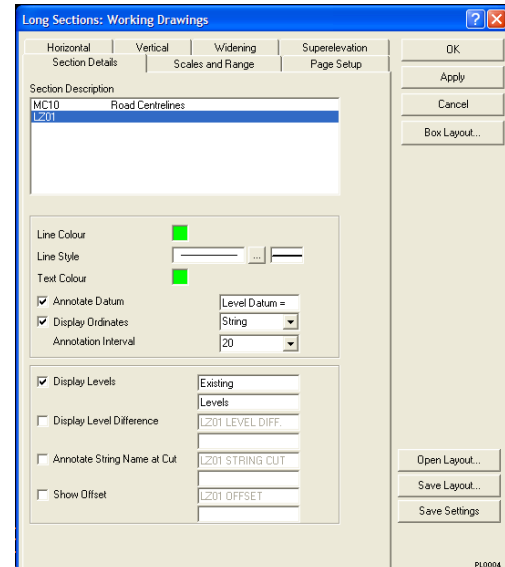 Long Sections: Working Drawings
Horizontal Vertical Widening Superelevation
Section Details Scales and Range Page Setup
OK
Apply
Cancel
Box Layout...
Section Description
MC10 Road Centrelines
LZ01
Line Colour
Line Style ...
Text Colour
Annotate Datum Level Datum =
Display Ordinates String
Annotation Interval 20
Display Levels Existing
Levels
Display Level Difference LZ01 LEVEL DIFF.
Annotate String Name at Cut LZ01 STRING CUT
Show Offset LZ01 OFFSET
Open Layout...
Save Layout...
Save Settings
PL0004